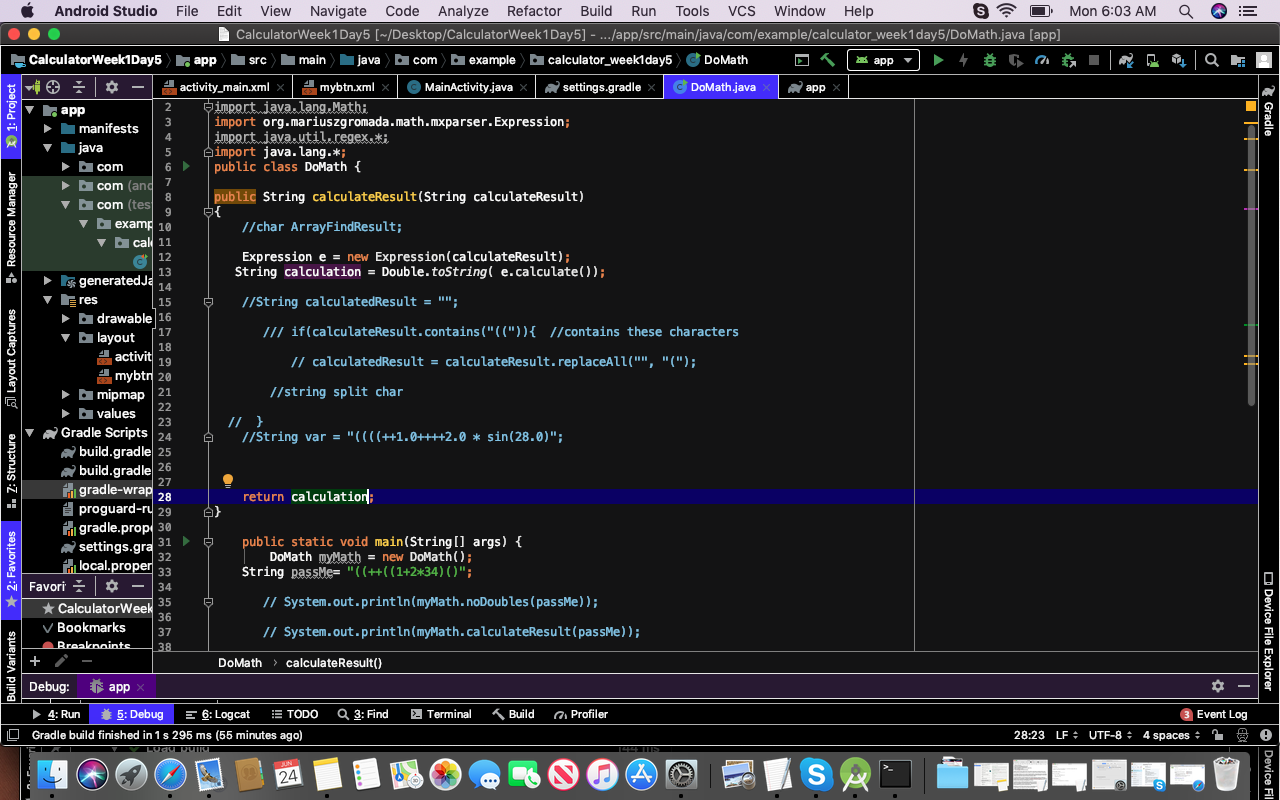 Android Studio File Edit View Navigate Code Analyze Refactor Build Run Tools VCS Window Help Mon 6:03 AM
CalculatorWeek1Day5 [~/Desktop/CalculatorWeek1Day5] - .../app/src/main/java/com/example/calculator_week1day5/DoMath.java [app]
CalculatorWeek1Day5 app src main java com example calculator_week1day5 DoMath app
activity_main.xml mybtn.xml MainActivity.java settings.gradle DoMath.java app
1: Project
Resource Manager
Layout Captures
Z: Structure
2: Favorites
Build Variants
app
manifests
java
com
com (and
com (tes
examp
calc
generatedJa
res
drawable
layout
activit
mybtn
mipmap
values
Gradle Scripts
build.gradle
build.gradle
gradle-wrap
proguard-ru
gradle.prope
settings.gra
local.proper
Favori
CalculatorWeek
Bookmarks
Breakpoints
2 import java.lang.Math;
3 import org.mariuszgromada.math.mxparser.Expression;
4 import java.util.regex.*;
5 import java.lang.*;
6 public class DoMath {
7
8 public String calculateResult(String calculateResult)
9 {
10 //char ArrayFindResult;
11
12 Expression e = new Expression(calculateResult);
13 String calculation = Double.toString( e.calculate());
14
15 //String calculatedResult = "";
16
17 /// if(calculateResult.contains("((")){ //contains these characters
18
19 // calculatedResult = calculateResult.replaceAll("", "(");
20
21 //string split char
22
23 // }
24 //String var = "((((++1.0++++2.0 * sin(28.0)";
25
26
27
28 return calculation;
29 }
30
31 public static void main(String[] args) {
32 DoMath myMath = new DoMath();
33 String passMe= "((++((1+2*34)()";
34
35 // System.out.println(myMath.noDoubles(passMe));
36
37 // System.out.println(myMath.calculateResult(passMe));
38
Gradle
Device File Explorer
DoMath › calculateResult()
Debug: app
4: Run 5: Debug 6: Logcat TODO 3: Find Terminal Build Profiler 3 Event Log
Gradle build finished in 1 s 295 ms (55 minutes ago) 28:23 LF UTF-8 4 spaces
Load build 144 ms
JUN
24
Device File